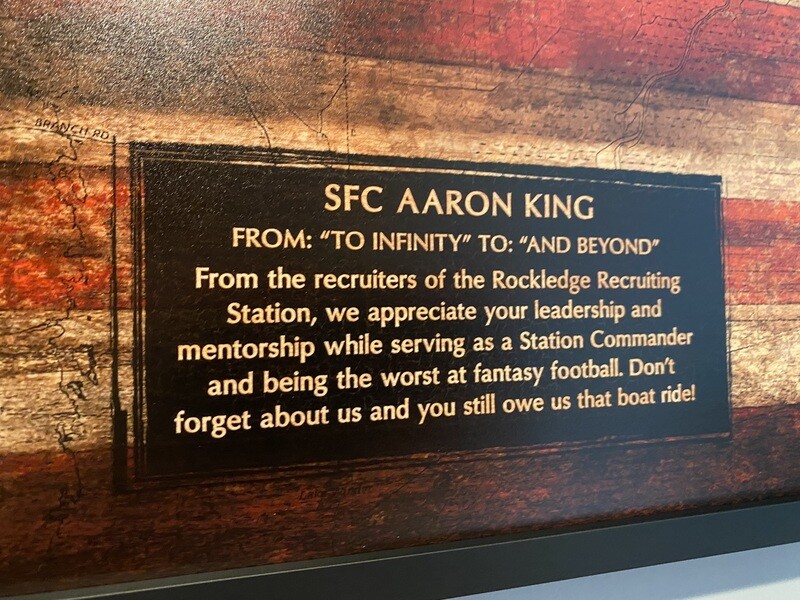 BRANCH RD
SFC AARON KING
FROM: “TO INFINITY” TO: “AND BEYOND”
From the recruiters of the Rockledge Recruiting
Station, we appreciate your leadership and
mentorship while serving as a Station Commander
and being the worst at fantasy football. Don't
forget about us and you still owe us that boat ride!